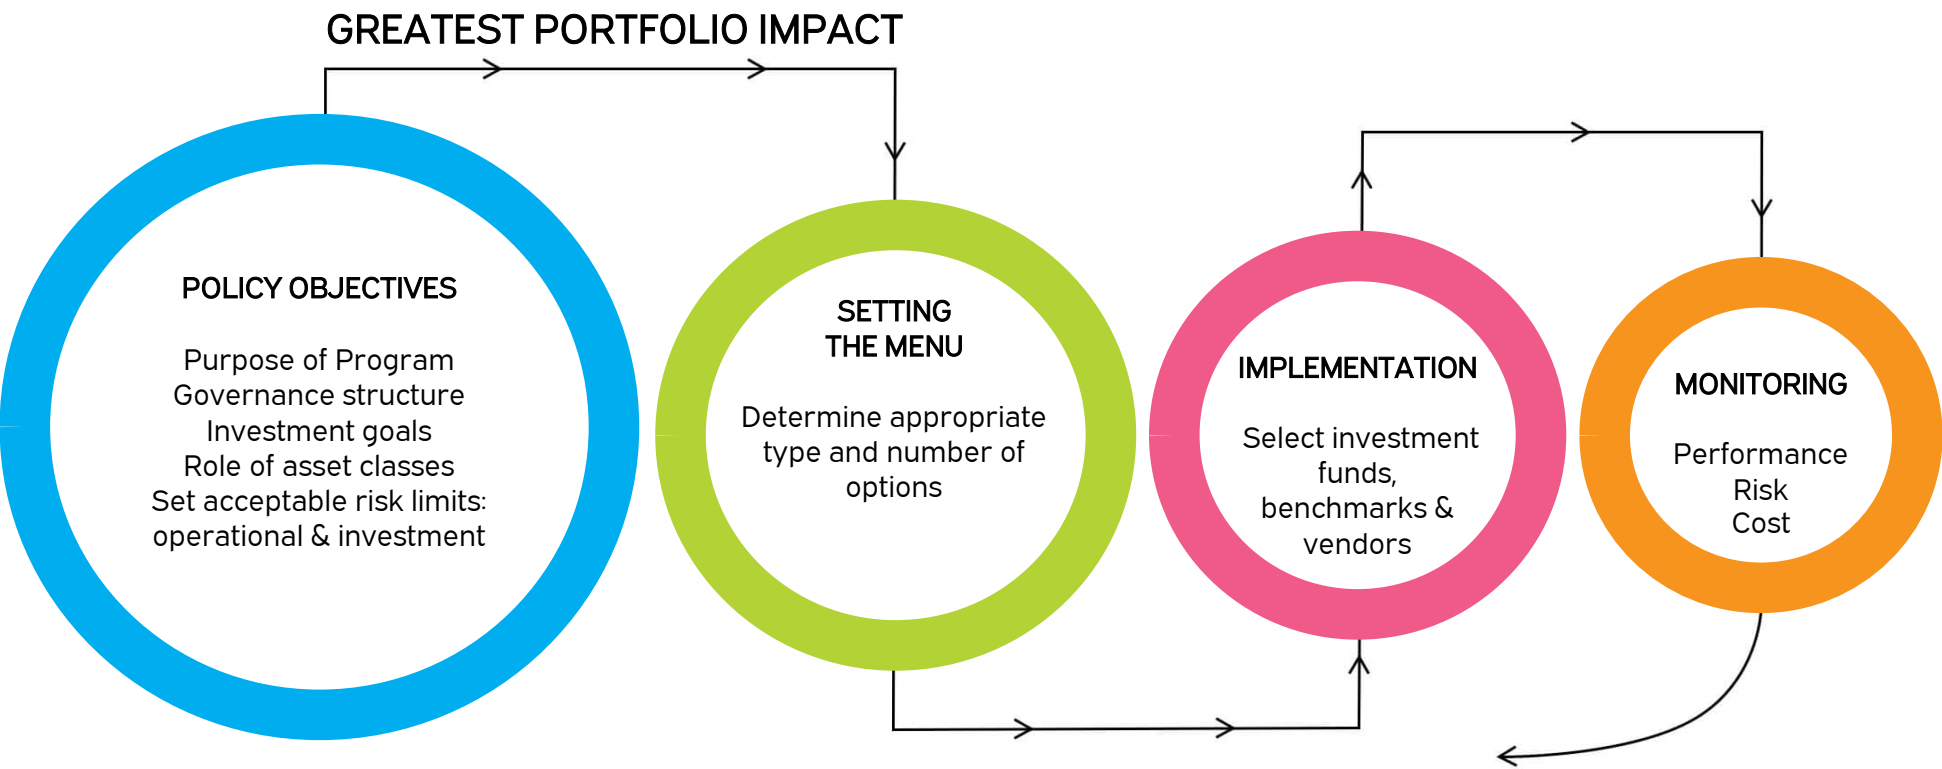 GREATEST PORTFOLIO IMPACT
POLICY OBJECTIVES
Purpose of Program
Governance structure
Investment goals
Role of asset classes
Set acceptable risk limits:
operational & investment
SETTING
THE MENU
Determine appropriate
type and number of
options
IMPLEMENTATION
Select investment
funds,
benchmarks &
vendors
MONITORING
Performance
Risk
Cost